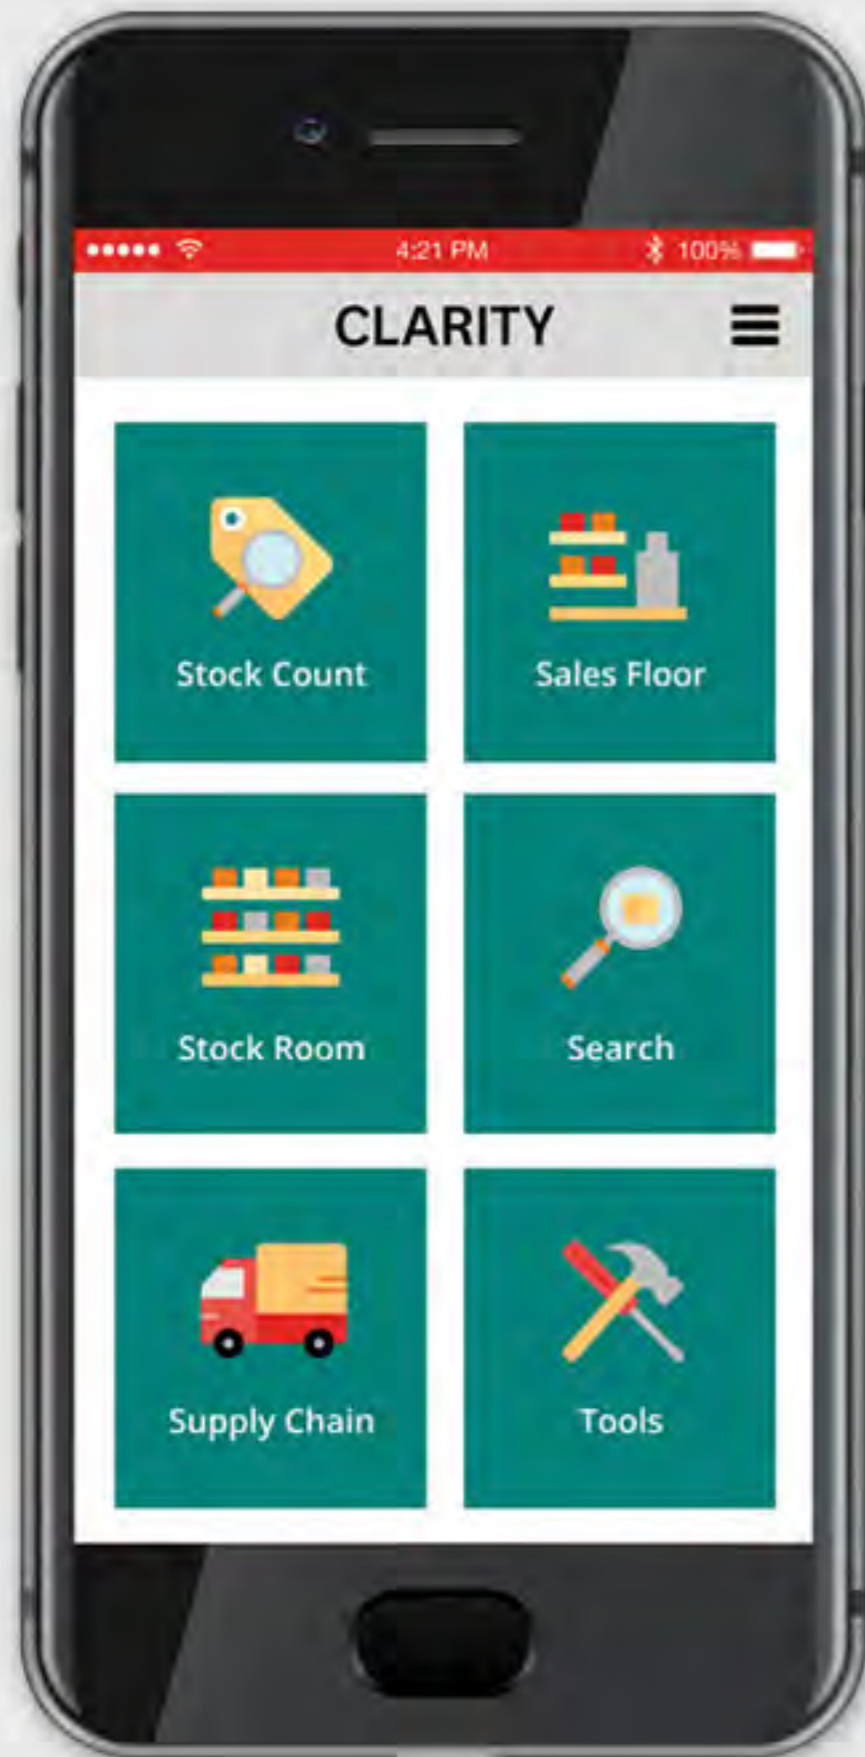 4:21 PM 100%
CLARITY
Stock Count Sales Floor
Stock Room Search
Supply Chain Tools